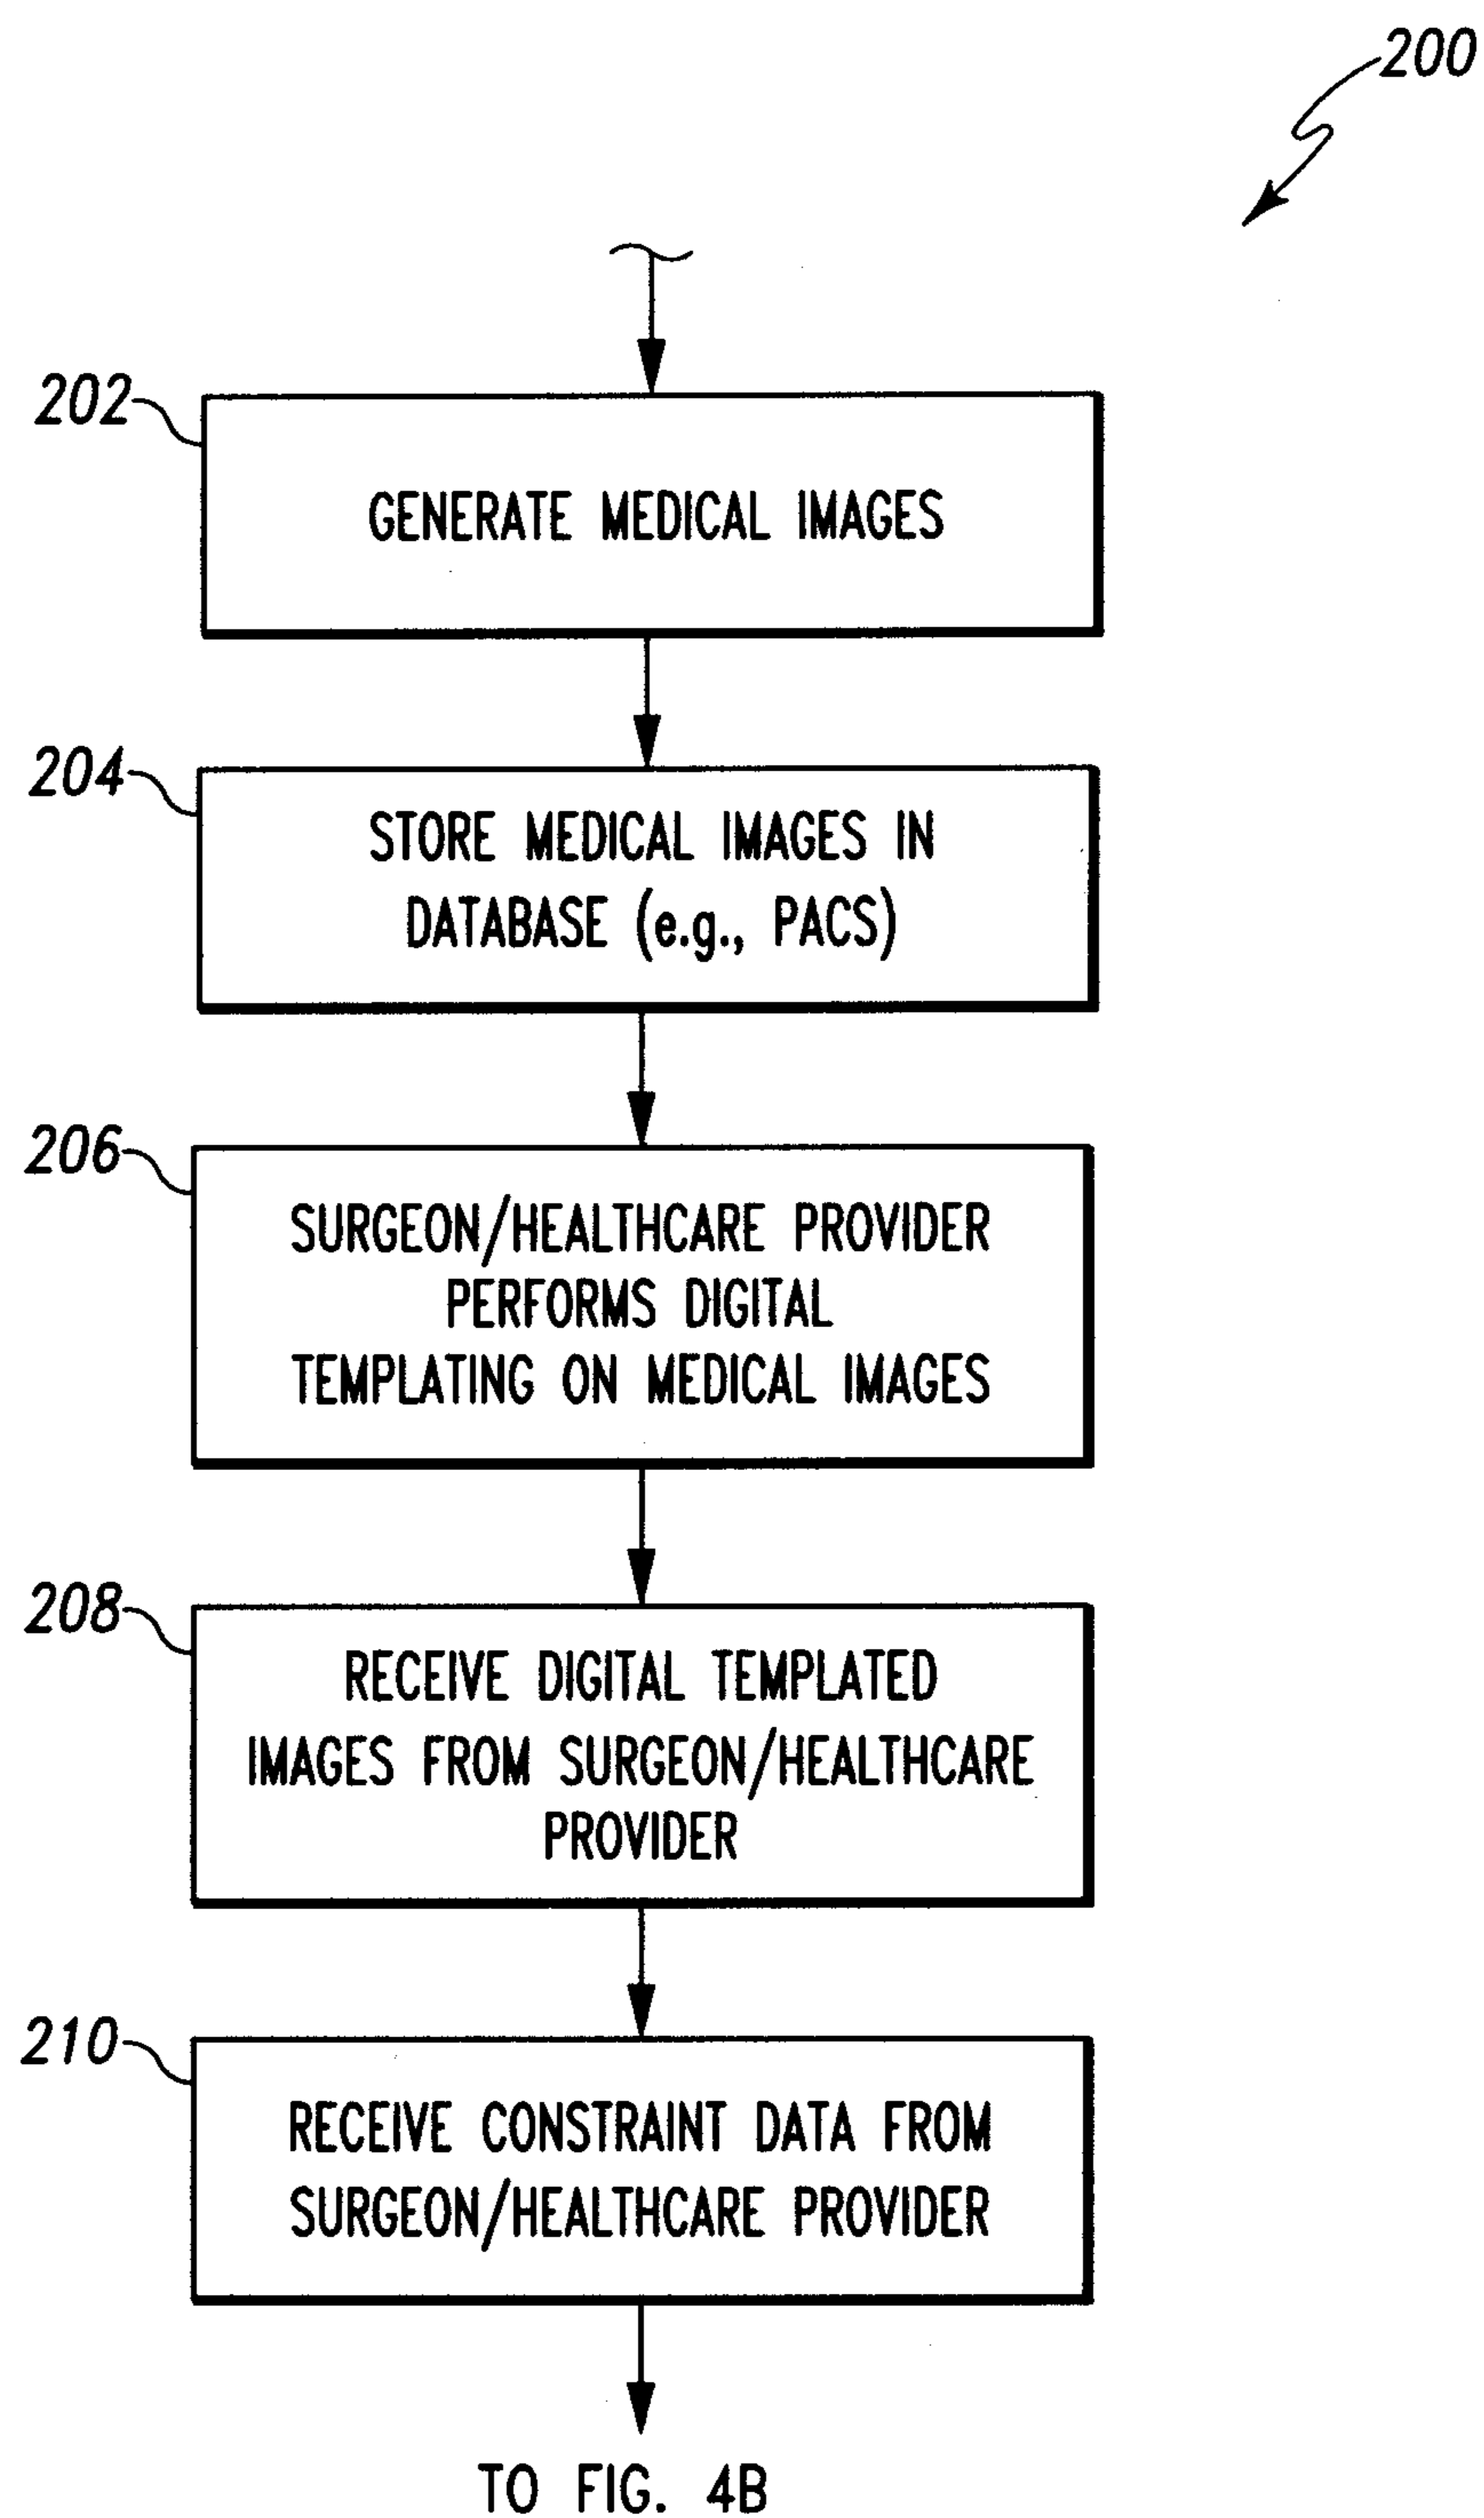 200
202
GENERATE MEDICAL IMAGES
204
STORE MEDICAL IMAGES IN
DATABASE (e.g., PACS)
206
SURGEON/HEALTHCARE PROVIDER
PERFORMS DIGITAL
TEMPLATING ON MEDICAL IMAGES
208
RECEIVE DIGITAL TEMPLATED
IMAGES FROM SURGEON/HEALTHCARE
PROVIDER
210
RECEIVE CONSTRAINT DATA FROM
SURGEON/HEALTHCARE PROVIDER
TO FIG. 4B